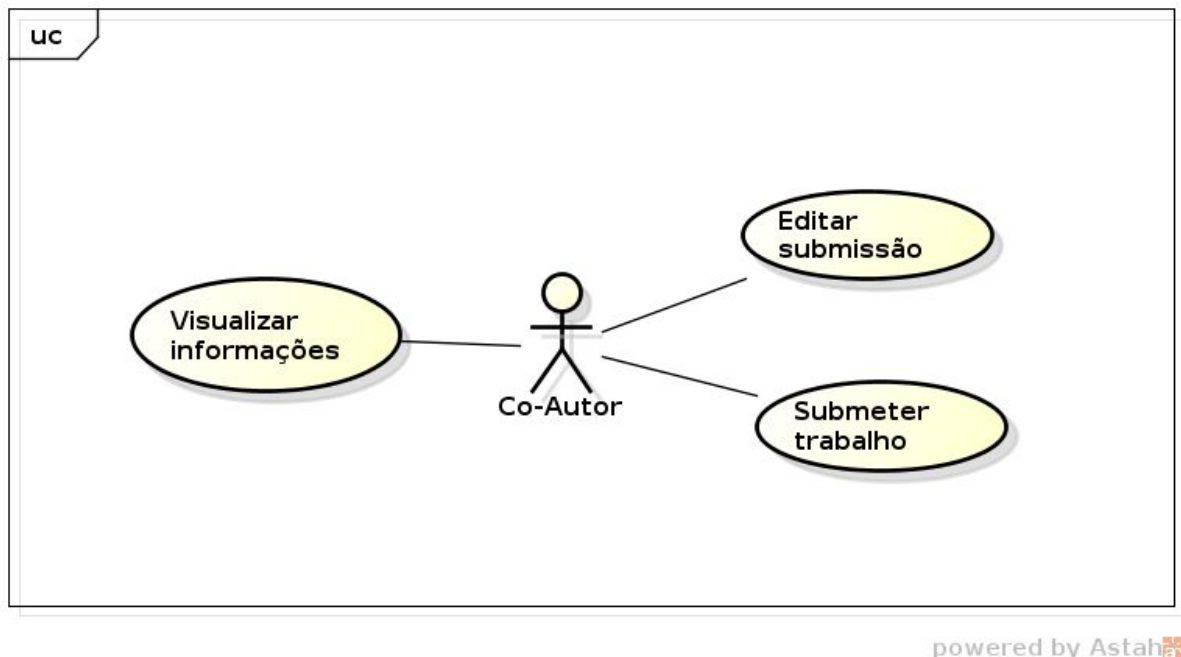 uc
Editar
submissão
Visualizar
informações
Co-Autor
Submeter
trabalho
powered by Astah